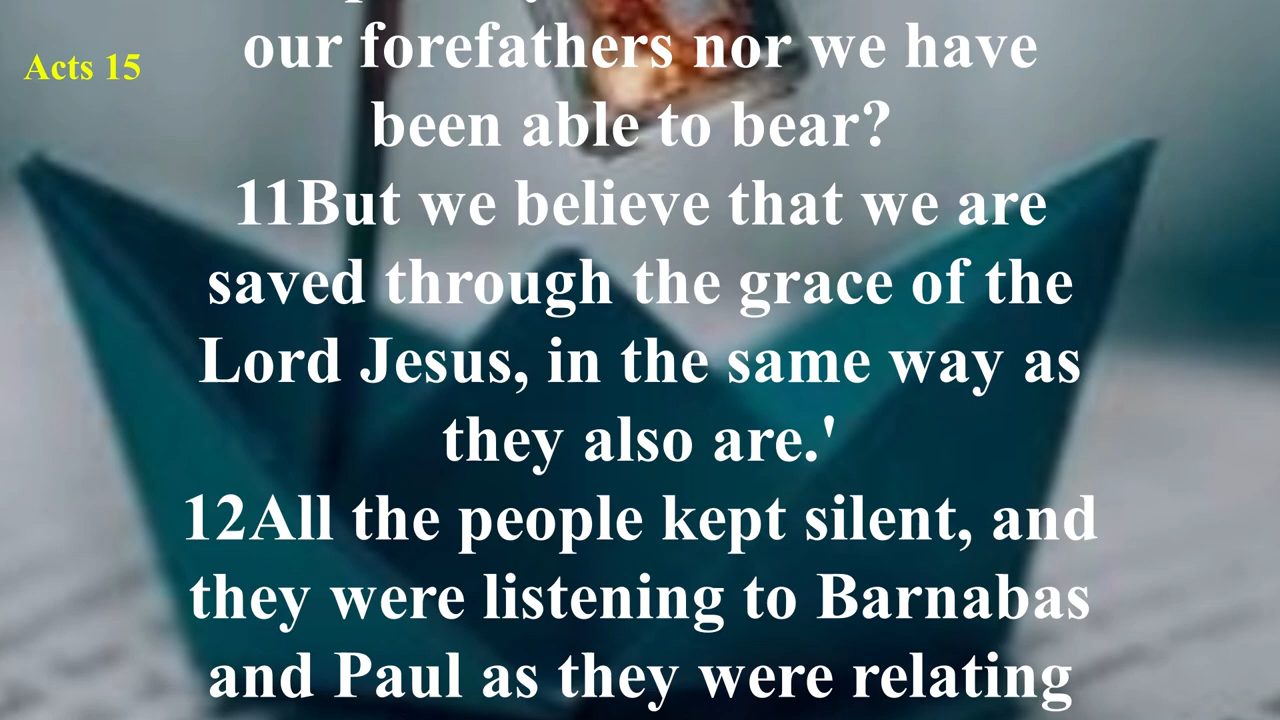 Acts 15
our forefathers nor we have
been able to bear?
11But we believe that we are
saved through the grace of the
Lord Jesus, in the same way as
they also are.'
12All the people kept silent, and
they were listening to Barnabas
and Paul as they were relating